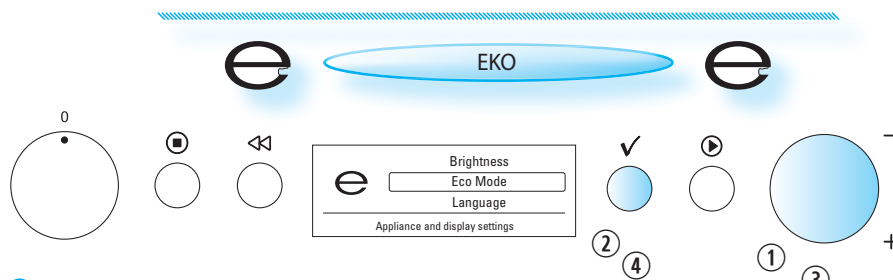 EKO
0
Brightness
Eco Mode
Language
Appliance and display settings
−
+
2
4
1
3